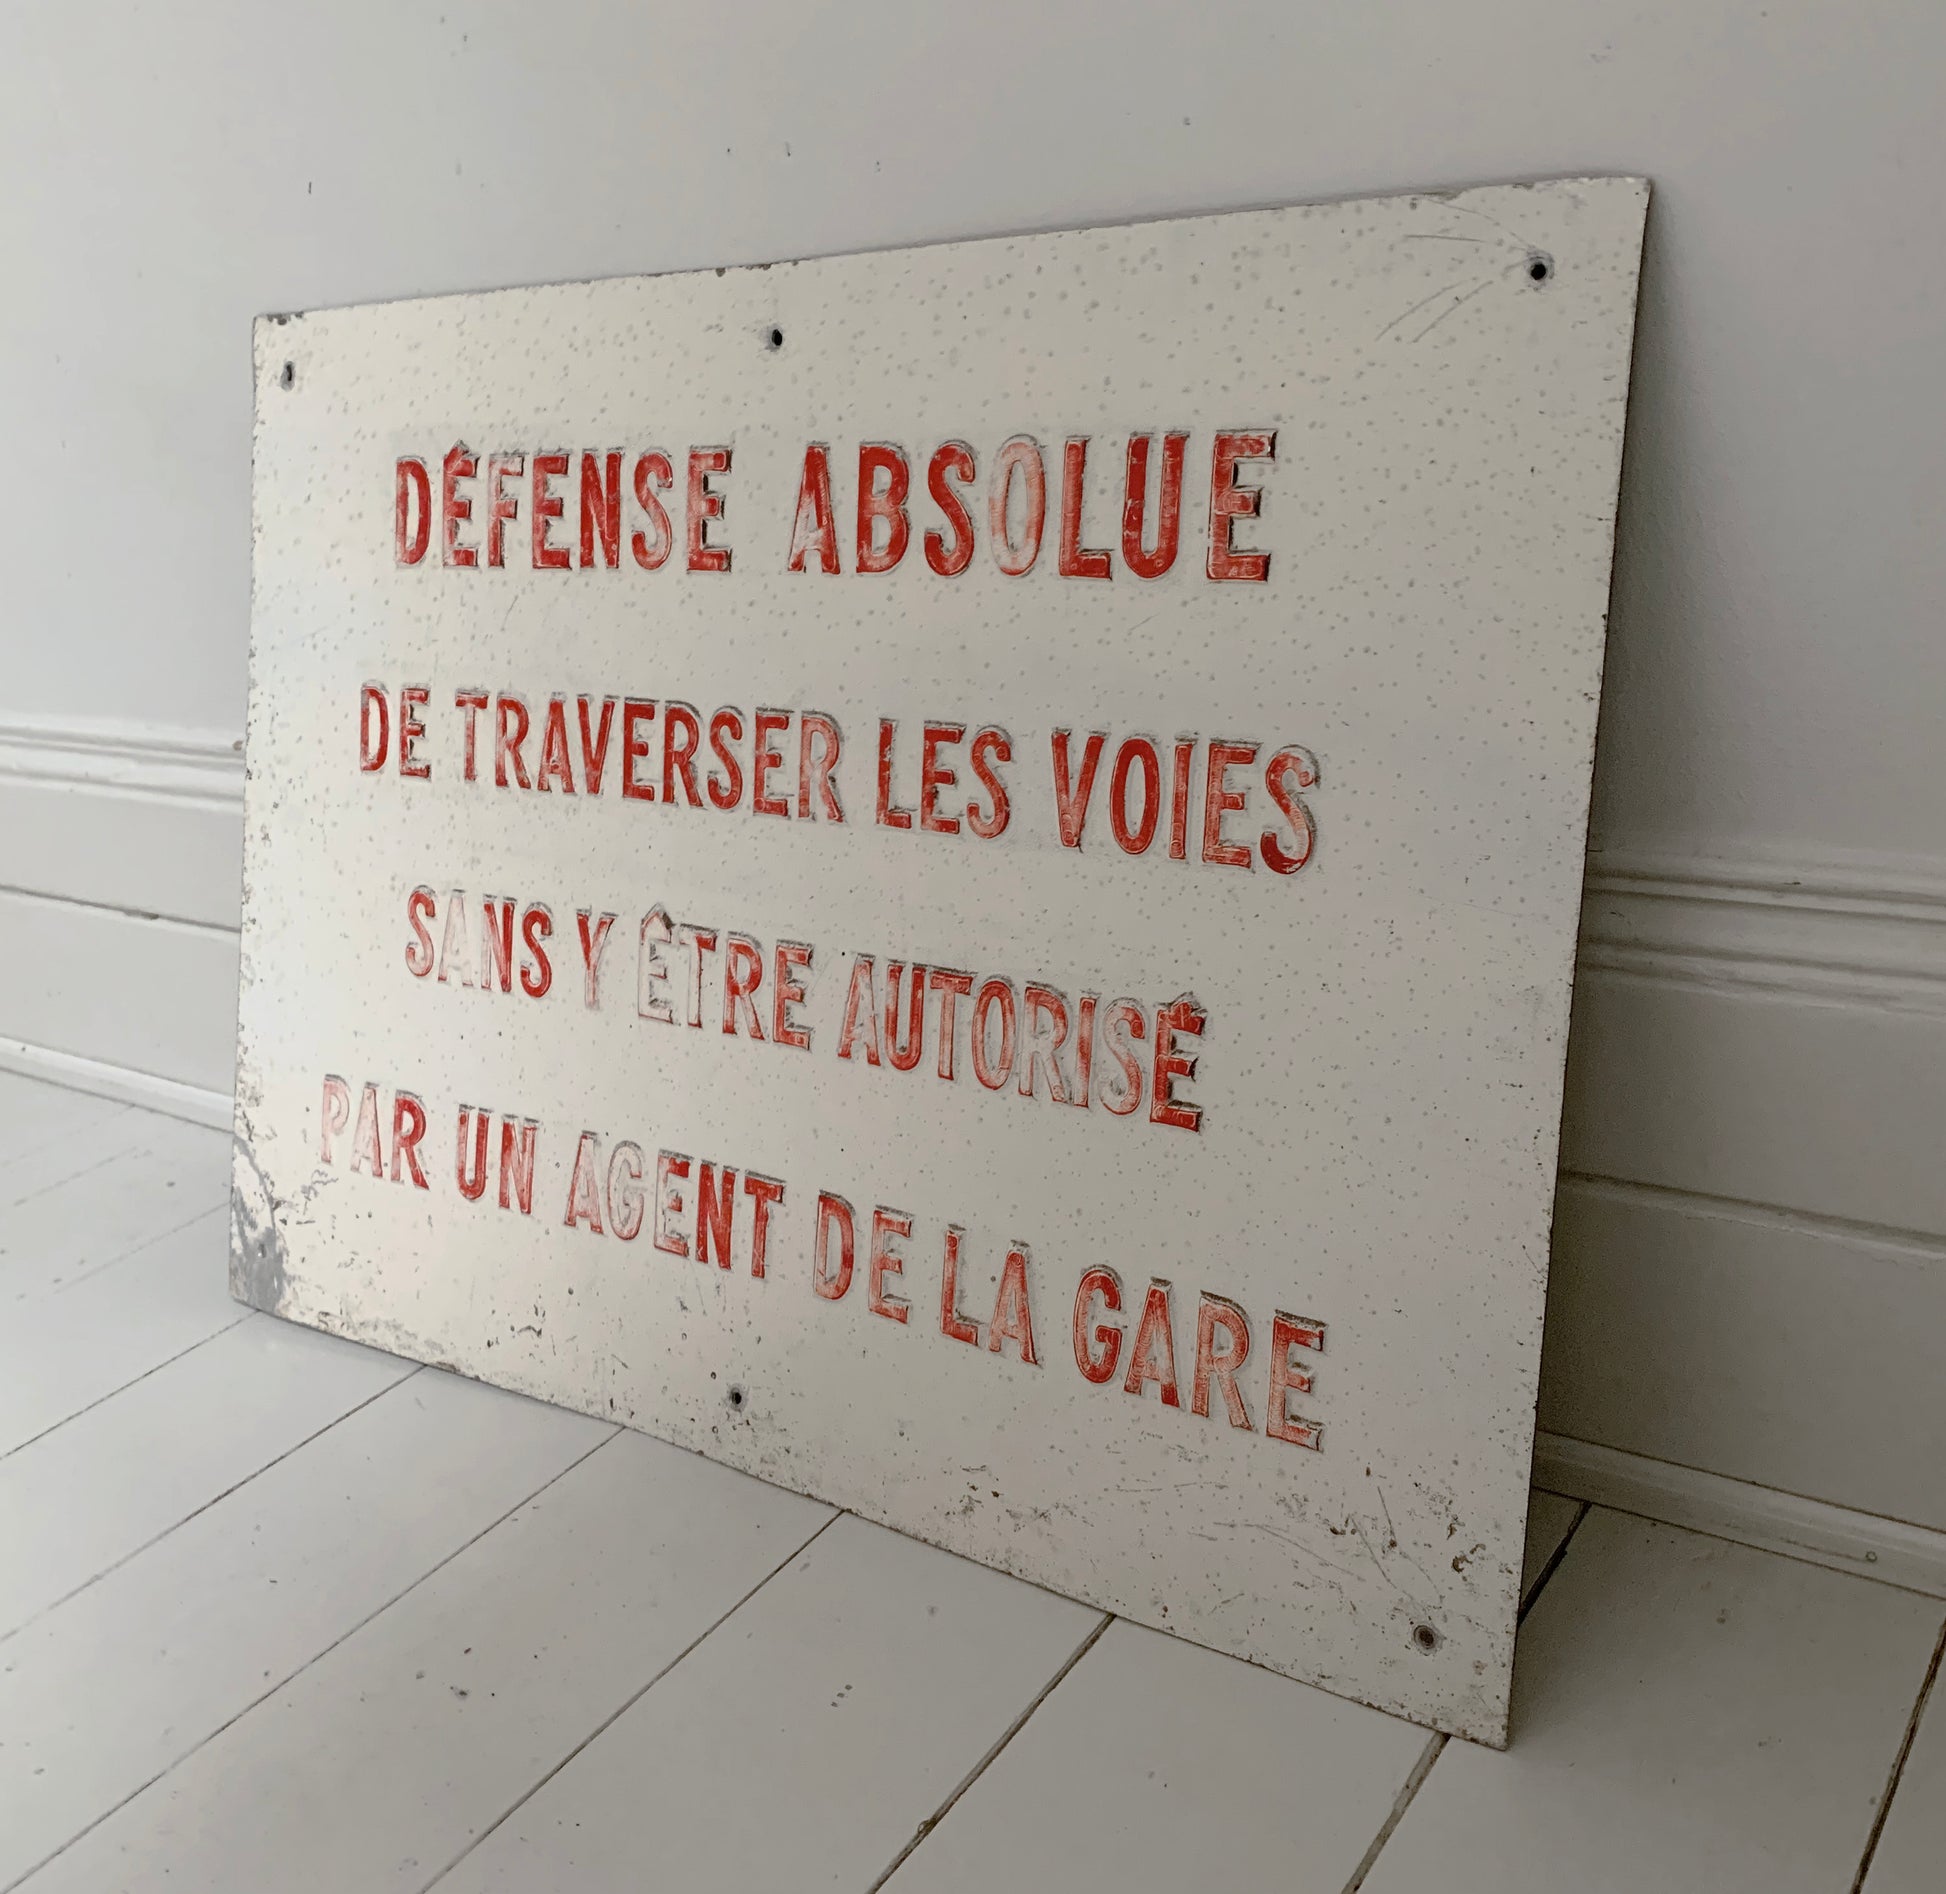 DÉFENSE ABSOLUE
DE TRAVERSER LES VOIES
SANS Y ÊTRE AUTORISÉ
PAR UN AGENT DE LA GARE